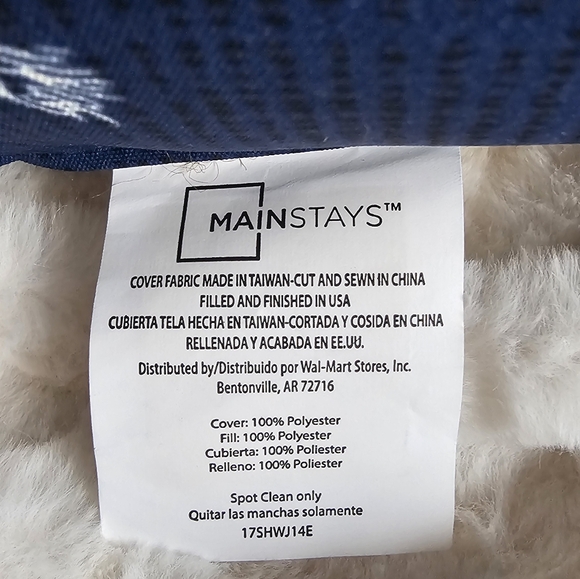 MAINSTAYS™
COVER FABRIC MADE IN TAIWAN-CUT AND SEWN IN CHINA
FILLED AND FINISHED IN USA
CUBIERTA TELA HECHA EN TAIWAN-CORTADA Y COSIDA EN CHINA
RELLENADA Y ACABADA EN EE.UU.
Distributed by/Distribuido por Wal-Mart Stores, Inc.
Bentonville, AR 72716
Cover: 100% Polyester
Fill: 100% Polyester
Cubierta: 100% Poliester
Relleno: 100% Poliester
Spot Clean only
Quitar las manchas solamente
17SHWJ14E